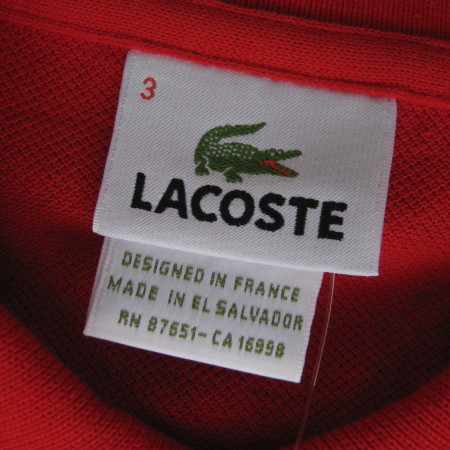 3
LACOSTE
DESIGNED IN FRANCE
MADE IN EL SALVADOR
RN 87651-CA 16998